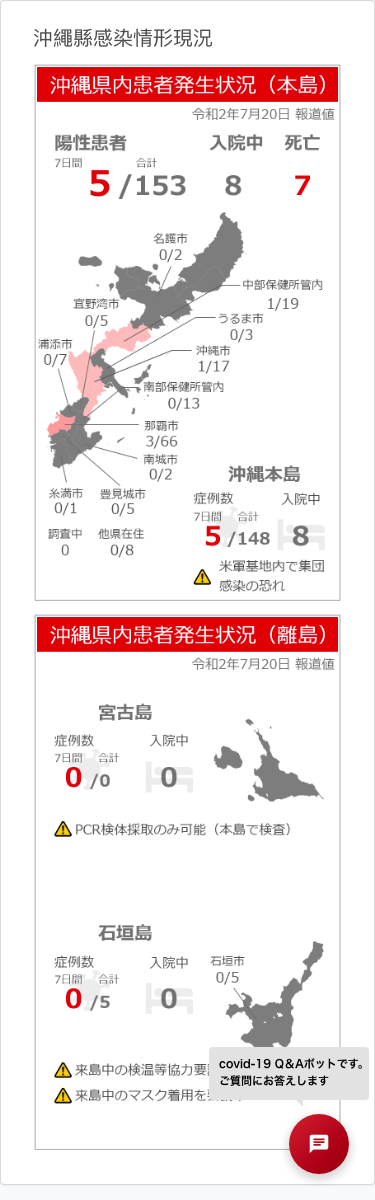 沖繩縣感染情形現況
沖縄県内患者発生状況（本島）
令和2年7月20日 報道値
陽性患者 入院中 死亡
7日間 合計
5/153 8 7
名護市
0/2
中部保健所管内
1/19
宜野湾市
0/5
うるま市
0/3
浦添市
0/7
沖縄市
1/17
南部保健所管内
0/13
那覇市
3/66
南城市
0/2
糸満市
0/1
豊見城市
0/5
調査中
0
他県在住
0/8
沖縄本島
症例数 入院中
7日間 合計
5/148 8
米軍基地内で集団
感染の恐れ
沖縄県内患者発生状況（離島）
令和2年7月20日 報道値
宮古島
症例数 入院中
7日間 合計
0/0 0
PCR検体採取のみ可能（本島で検査）
石垣島
症例数 入院中
7日間 合計
0/5 0
石垣市
0/5
来島中の検温等協力要
来島中のマスク着用を
covid-19 Q&Aボットです。
ご質問にお答えします